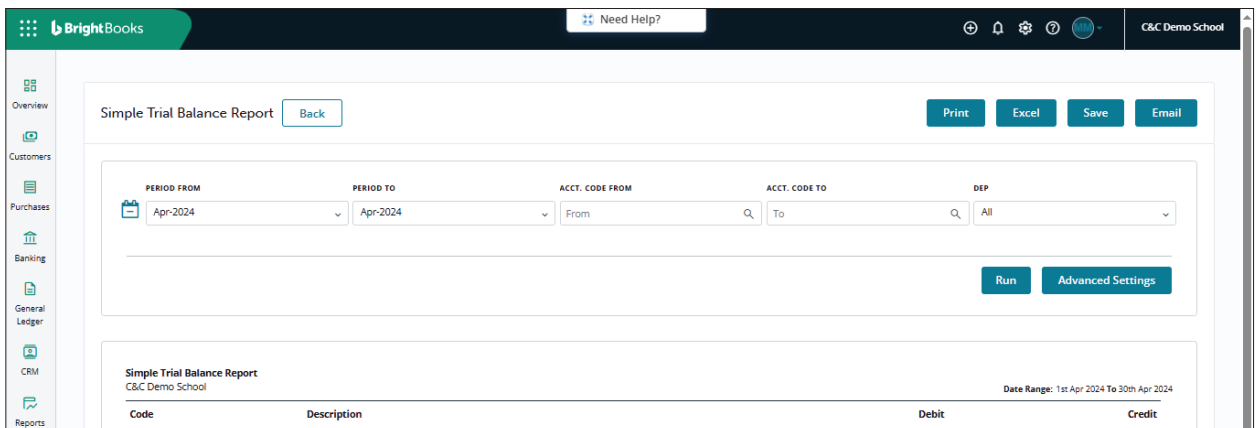 BrightBooks
Need Help?
MM
C&C Demo School
Overview
Customers
Purchases
Banking
General
Ledger
CRM
Reports
Simple Trial Balance Report
Back
Print
Excel
Save
Email
PERIOD FROM
PERIOD TO
ACCT. CODE FROM
ACCT. CODE TO
DEP
Apr-2024
Apr-2024
From
To
All
Run
Advanced Settings
Simple Trial Balance Report
C&C Demo School
Date Range: 1st Apr 2024 To 30th Apr 2024
Code
Description
Debit
Credit